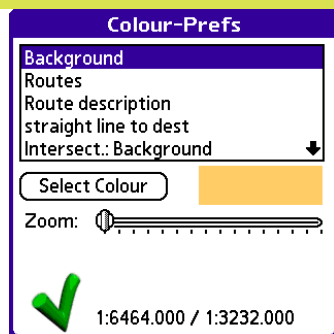 Colour-Prefs
Background
Routes
Route description
straight line to dest
Intersect.: Background
Select Colour
Zoom:
1:6464.000 / 1:3232.000